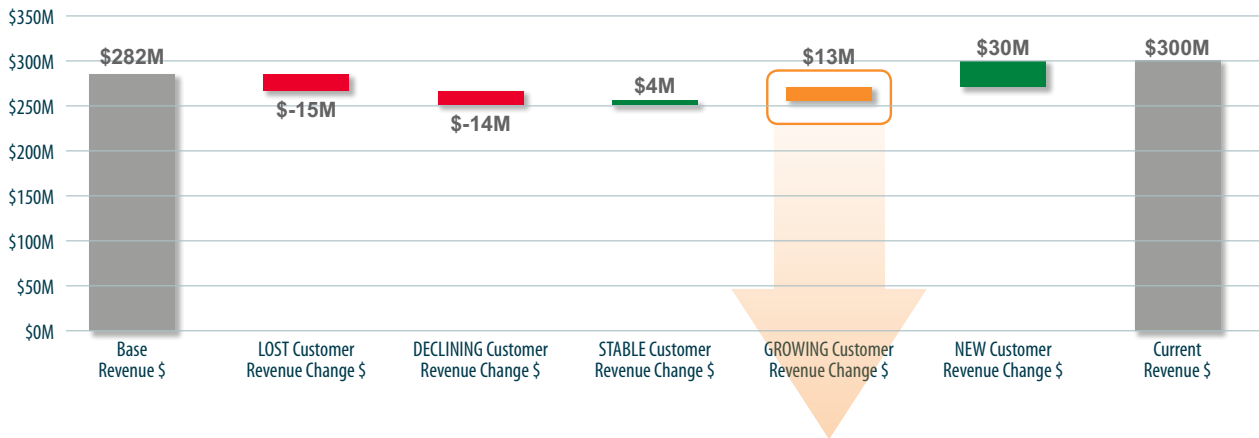 $350M
$300M
$250M
$200M
$150M
$100M
$50M
$0M
$282M
$-15M
$-14M
$4M
$13M
$30M
$300M
Base
Revenue $
LOST Customer
Revenue Change $
DECLINING Customer
Revenue Change $
STABLE Customer
Revenue Change $
GROWING Customer
Revenue Change $
NEW Customer
Revenue Change $
Current
Revenue $